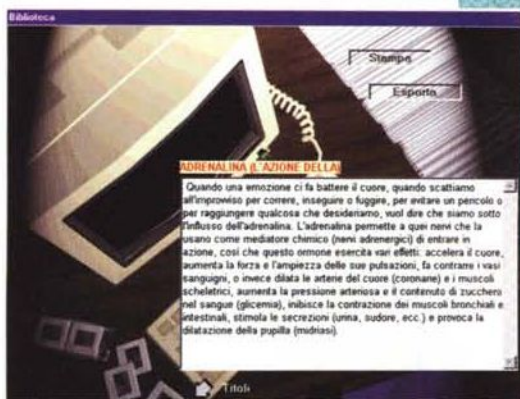 Biblioteca
Stampa
Esporta
ADRENALINA (L'AZIONE DELLA)
Quando una emozione ci fa battere il cuore, quando scattiamo
all'improvviso per correre, inseguire o fuggire, per evitare un pericolo o
per raggiungere qualcosa che desideriamo, vuol dire che siamo sotto
l'influsso dell'adrenalina. L'adrenalina permette a quei nervi che la
usano come mediatore chimico (nervi adrenergici) di entrare in
azione, così che questo ormone esercita vari effetti: accelera il cuore,
aumenta la forza e l'ampiezza delle sue pulsazioni, fa contrarre i vasi
sanguigni, o invece dilata le arterie del cuore (coronarie) e i muscoli
scheletrici, aumenta la pressione arteriosa e il contenuto di zucchero
nel sangue (glicemia), inibisce la contrazione dei muscoli bronchiali e
intestinali, stimola le secrezioni (urina, sudore, ecc.) e provoca la
dilatazione della pupilla (midriasi).
Titoli